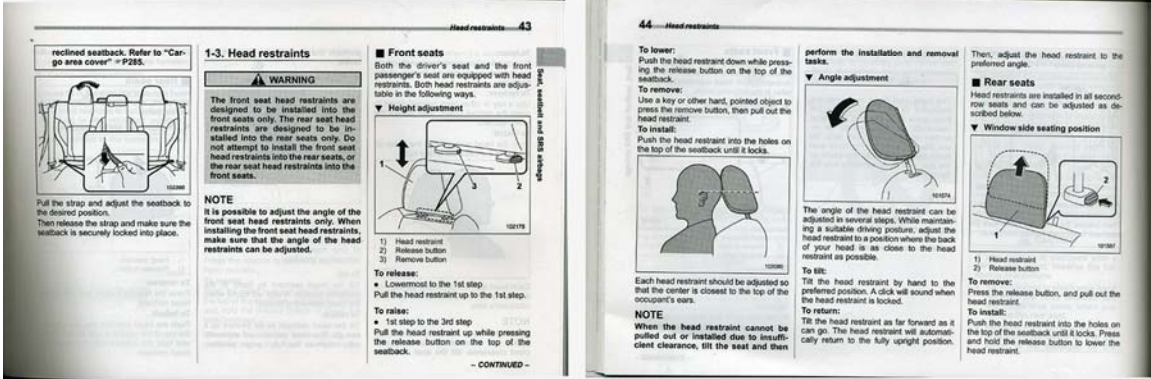 Head restraints 43
reclined seatback. Refer to "Car-
go area cover" ☞P285.
102390
Pull the strap and adjust the seatback to
the desired position.
Then release the strap and make sure the
seatback is securely locked into place.
1-3. Head restraints
WARNING
The front seat head restraints are
designed to be installed into the
front seats only. The rear seat head
restraints are designed to be in-
stalled into the rear seats only. Do
not attempt to install the front seat
head restraints into the rear seats, or
the rear seat head restraints into the
front seats.
NOTE
It is possible to adjust the angle of the
front seat head restraints only. When
installing the front seat head restraints,
make sure that the angle of the head
restraints can be adjusted.
■ Front seats
Both the driver's seat and the front
passenger's seat are equipped with head
restraints. Both head restraints are adjus-
table in the following ways.
▼ Height adjustment
1
3
2
102178
1) Head restraint
2) Release button
3) Remove button
To release:
● Lowermost to the 1st step
Pull the head restraint up to the 1st step.
To raise:
● 1st step to the 3rd step
Pull the head restraint up while pressing
the release button on the top of the
seatback.
– CONTINUED –
Seat, seatbelt and SRS airbags
44 Head restraints
To lower:
Push the head restraint down while press-
ing the release button on the top of the
seatback.
To remove:
Use a key or other hard, pointed object to
press the remove button, then pull out the
head restraint.
To install:
Push the head restraint into the holes on
the top of the seatback until it locks.
Each head restraint should be adjusted so
that the center is closest to the top of the
occupant's ears.
NOTE
When the head restraint cannot be
pulled out or installed due to insuffi-
cient clearance, tilt the seat and then
perform the installation and removal
tasks.
▼ Angle adjustment
101574
The angle of the head restraint can be
adjusted in several steps. While maintain-
ing a suitable driving posture, adjust the
head restraint to a position where the back
of your head is as close to the head
restraint as possible.
To tilt:
Tilt the head restraint by hand to the
preferred position. A click will sound when
the head restraint is locked.
To return:
Tilt the head restraint as far forward as it
can go. The head restraint will automati-
cally return to the fully upright position.
Then, adjust the head restraint to the
preferred angle.
■ Rear seats
Head restraints are installed in all second-
row seats and can be adjusted as de-
scribed below.
▼ Window side seating position
2
1
1) Head restraint
2) Release button
To remove:
Press the release button, and pull out the
head restraint.
To install:
Push the head restraint into the holes on
the top of the seatback until it locks. Press
and hold the release button to lower the
head restraint.